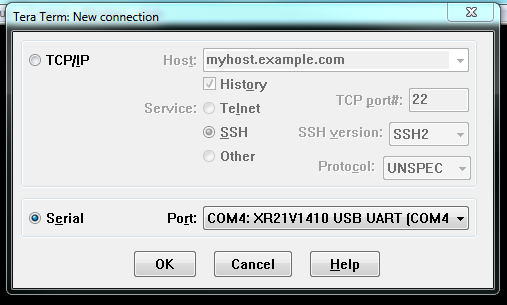 Tera Term: New connection
TCP/IP
Host: myhost.example.com
History
Service: Telnet
TCP port#: 22
SSH
SSH version: SSH2
Other
Protocol: UNSPEC
Serial
Port: COM4: XR21V1410 USB UART (COM4
OK Cancel Help